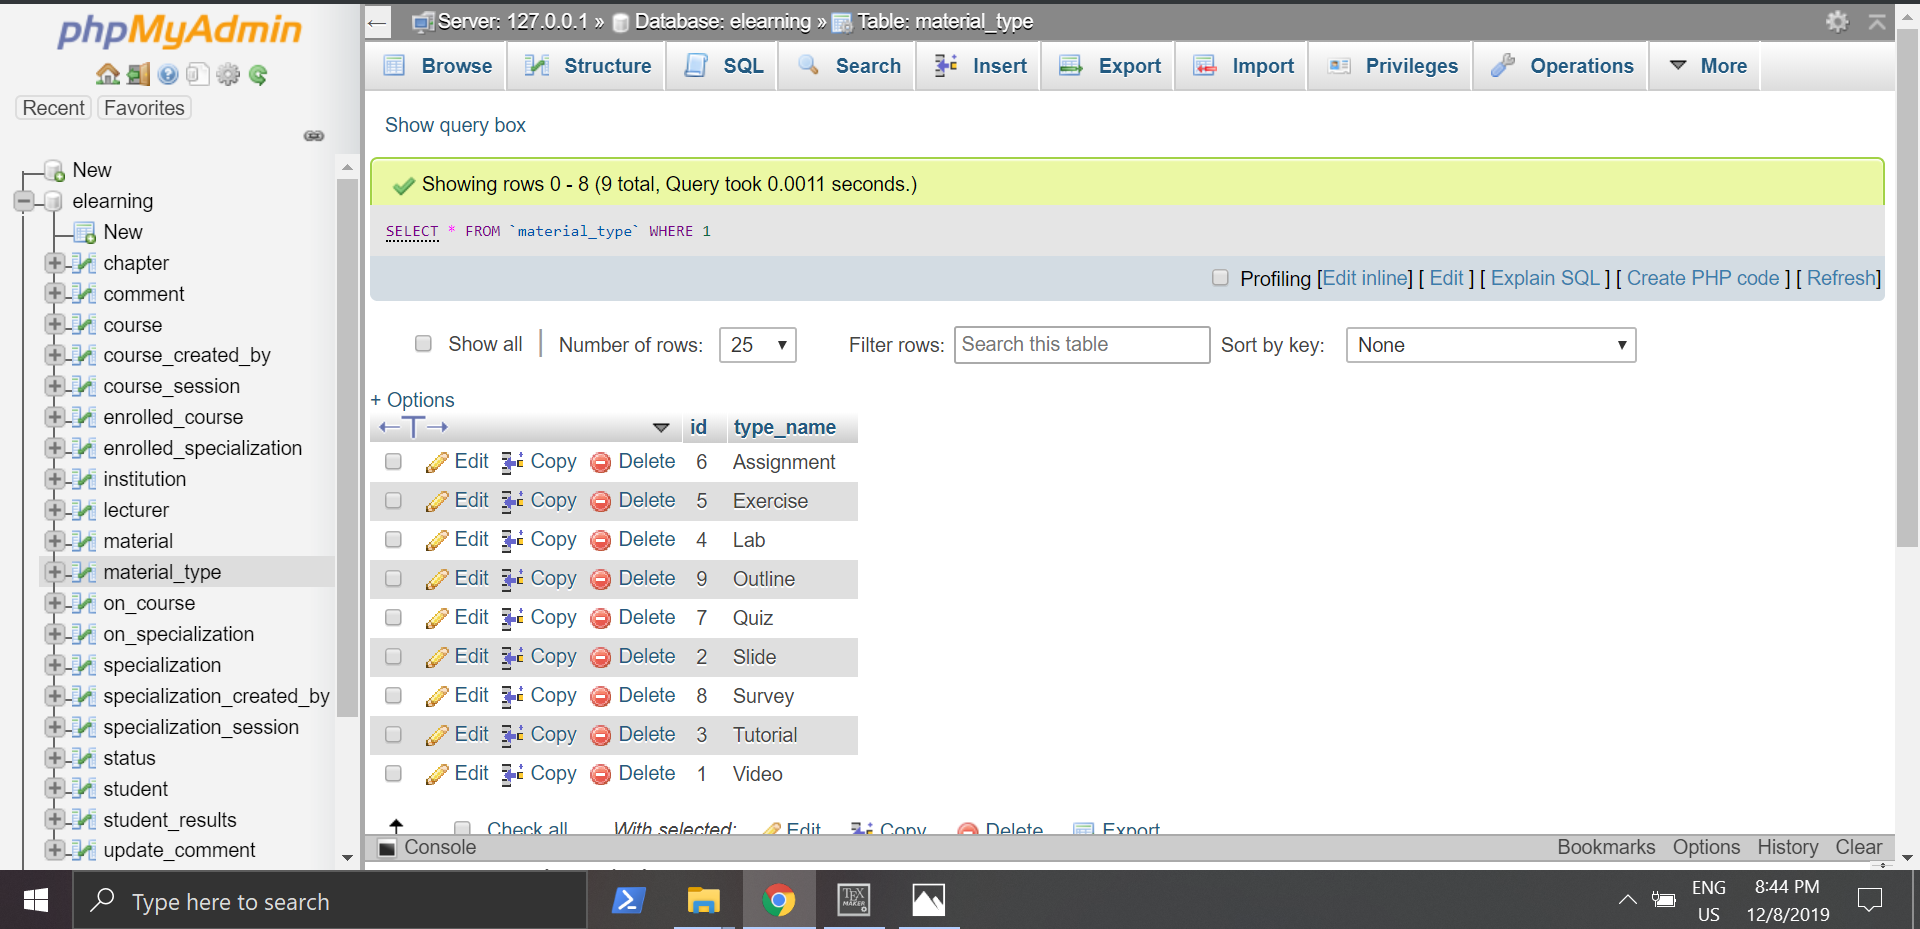 phpMyAdmin
Recent Favorites
New
elearning
New
chapter
comment
course
course_created_by
course_session
enrolled_course
enrolled_specialization
institution
lecturer
material
material_type
on_course
on_specialization
specialization
specialization_created_by
specialization_session
status
student
student_results
update_comment
Server: 127.0.0.1 » Database: elearning » Table: material_type
Browse Structure SQL Search Insert Export Import Privileges Operations More
Show query box
Showing rows 0 - 8 (9 total, Query took 0.0011 seconds.)
SELECT * FROM `material_type` WHERE 1
Profiling [Edit inline] [ Edit ] [ Explain SQL ] [ Create PHP code ] [ Refresh]
Show all Number of rows: 25 Filter rows: Search this table Sort by key: None
+ Options
←T→ id type_name
Edit Copy Delete 6 Assignment
Edit Copy Delete 5 Exercise
Edit Copy Delete 4 Lab
Edit Copy Delete 9 Outline
Edit Copy Delete 7 Quiz
Edit Copy Delete 2 Slide
Edit Copy Delete 8 Survey
Edit Copy Delete 3 Tutorial
Edit Copy Delete 1 Video
Check all With selected: Edit Copy Delete Export
Console Bookmarks Options History Clear
Type here to search
TEX
MAKER
ENG
US
8:44 PM
12/8/2019